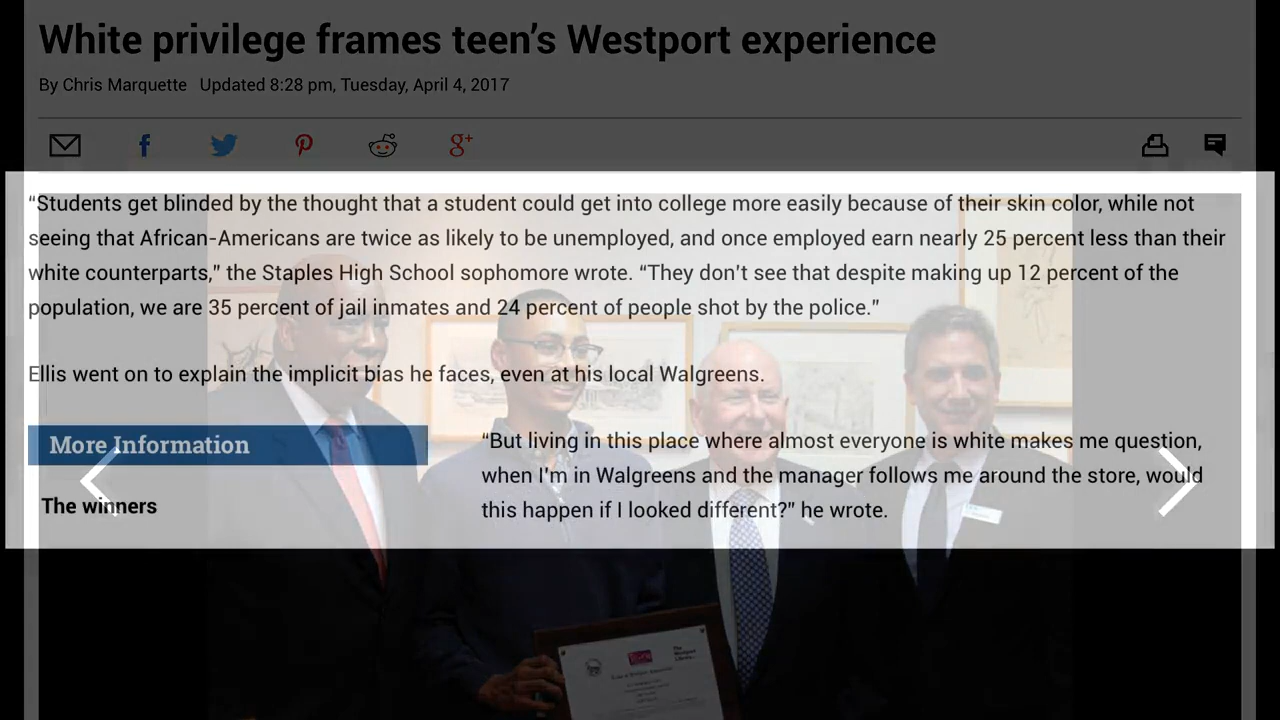 White privilege frames teen’s Westport experience
By Chris Marquette Updated 8:28 pm, Tuesday, April 4, 2017
“Students get blinded by the thought that a student could get into college more easily because of their skin color, while not
seeing that African-Americans are twice as likely to be unemployed, and once employed earn nearly 25 percent less than their
white counterparts,” the Staples High School sophomore wrote. “They don’t see that despite making up 12 percent of the
population, we are 35 percent of jail inmates and 24 percent of people shot by the police.”
Ellis went on to explain the implicit bias he faces, even at his local Walgreens.
More Information
The winners
“But living in this place where almost everyone is white makes me question,
when I'm in Walgreens and the manager follows me around the store, would
this happen if I looked different?” he wrote.